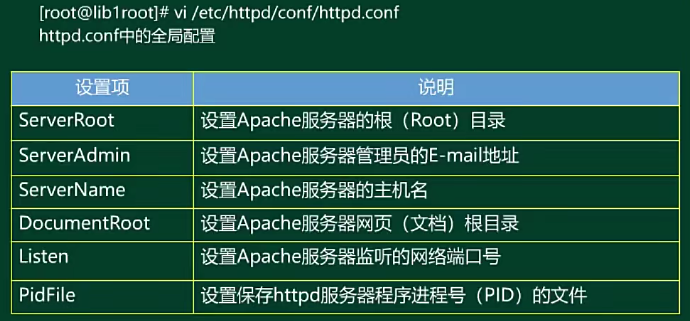 [root@lib1root]# vi /etc/httpd/conf/httpd.conf
httpd.conf中的全局配置
设置项 说明
ServerRoot 设置Apache服务器的根（Root）目录
ServerAdmin 设置Apache服务器管理员的E-mail地址
ServerName 设置Apache服务器的主机名
DocumentRoot 设置Apache服务器网页（文档）根目录
Listen 设置Apache服务器监听的网络端口号
PidFile 设置保存httpd服务器程序进程号（PID）的文件